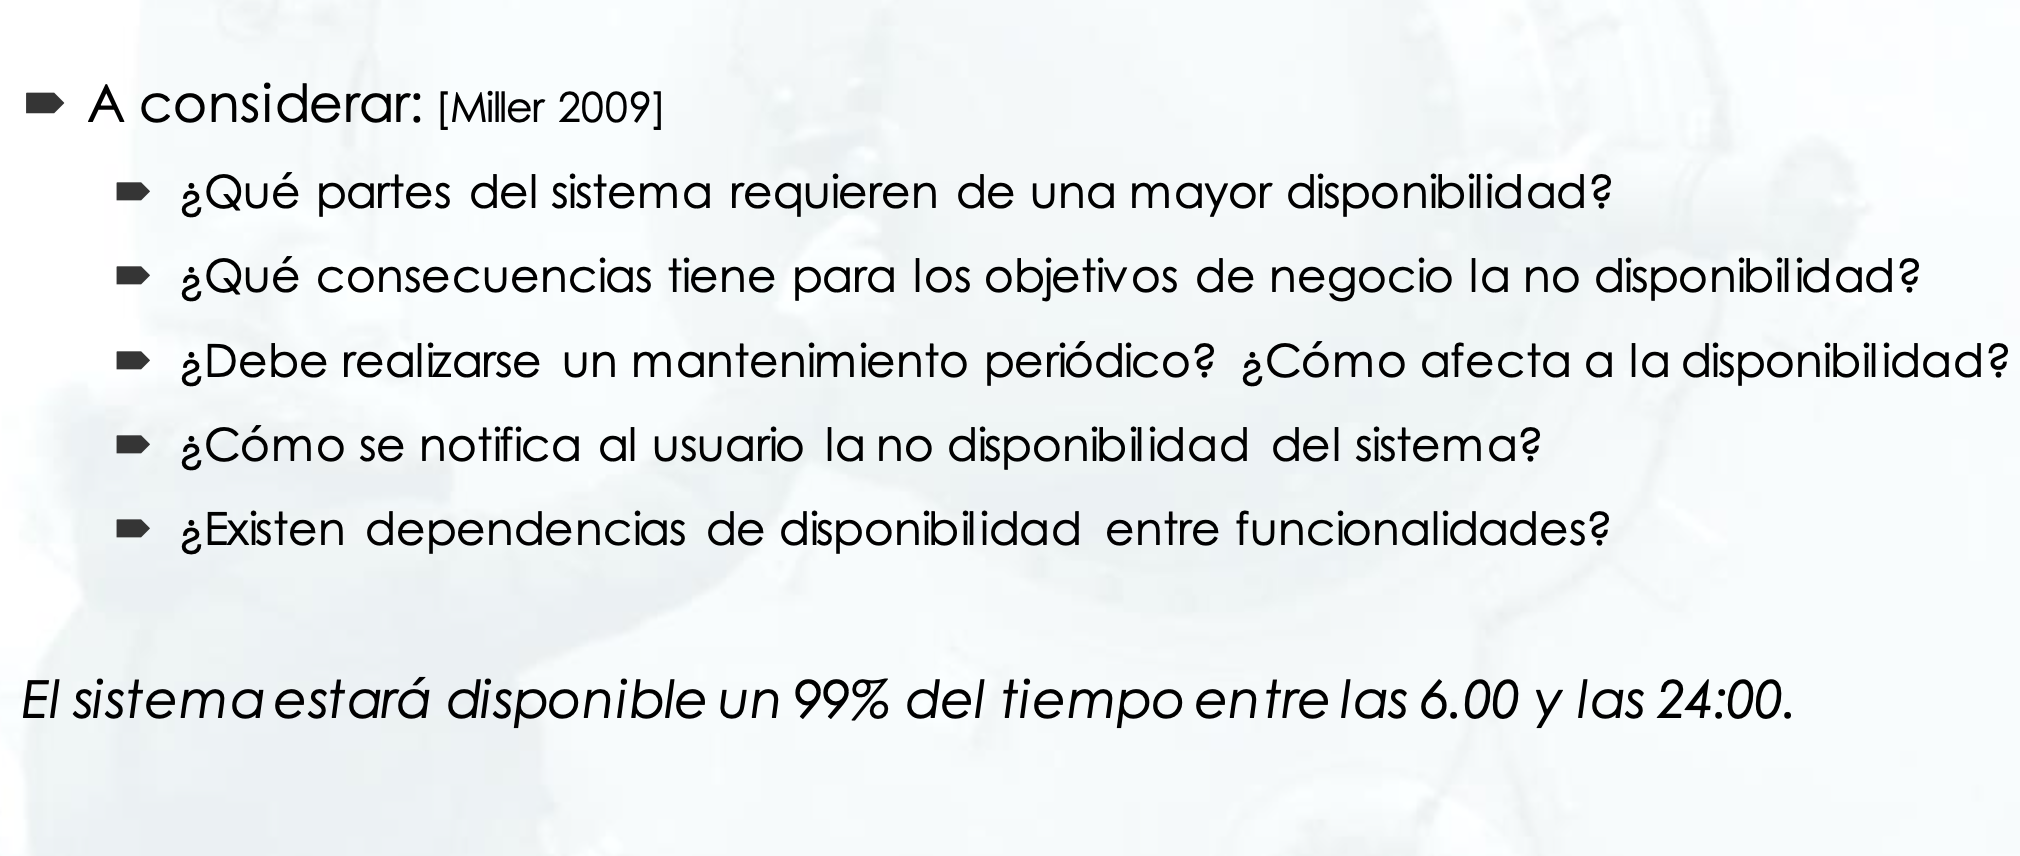 A considerar: [Miller 2009]
¿Qué partes del sistema requieren de una mayor disponibilidad?
¿Qué consecuencias tiene para los objetivos de negocio la no disponibilidad?
¿Debe realizarse un mantenimiento periódico? ¿Cómo afecta a la disponibilidad?
¿Cómo se notifica al usuario la no disponibilidad del sistema?
¿Existen dependencias de disponibilidad entre funcionalidades?
El sistema estará disponible un 99% del tiempo entre las 6.00 y las 24:00.